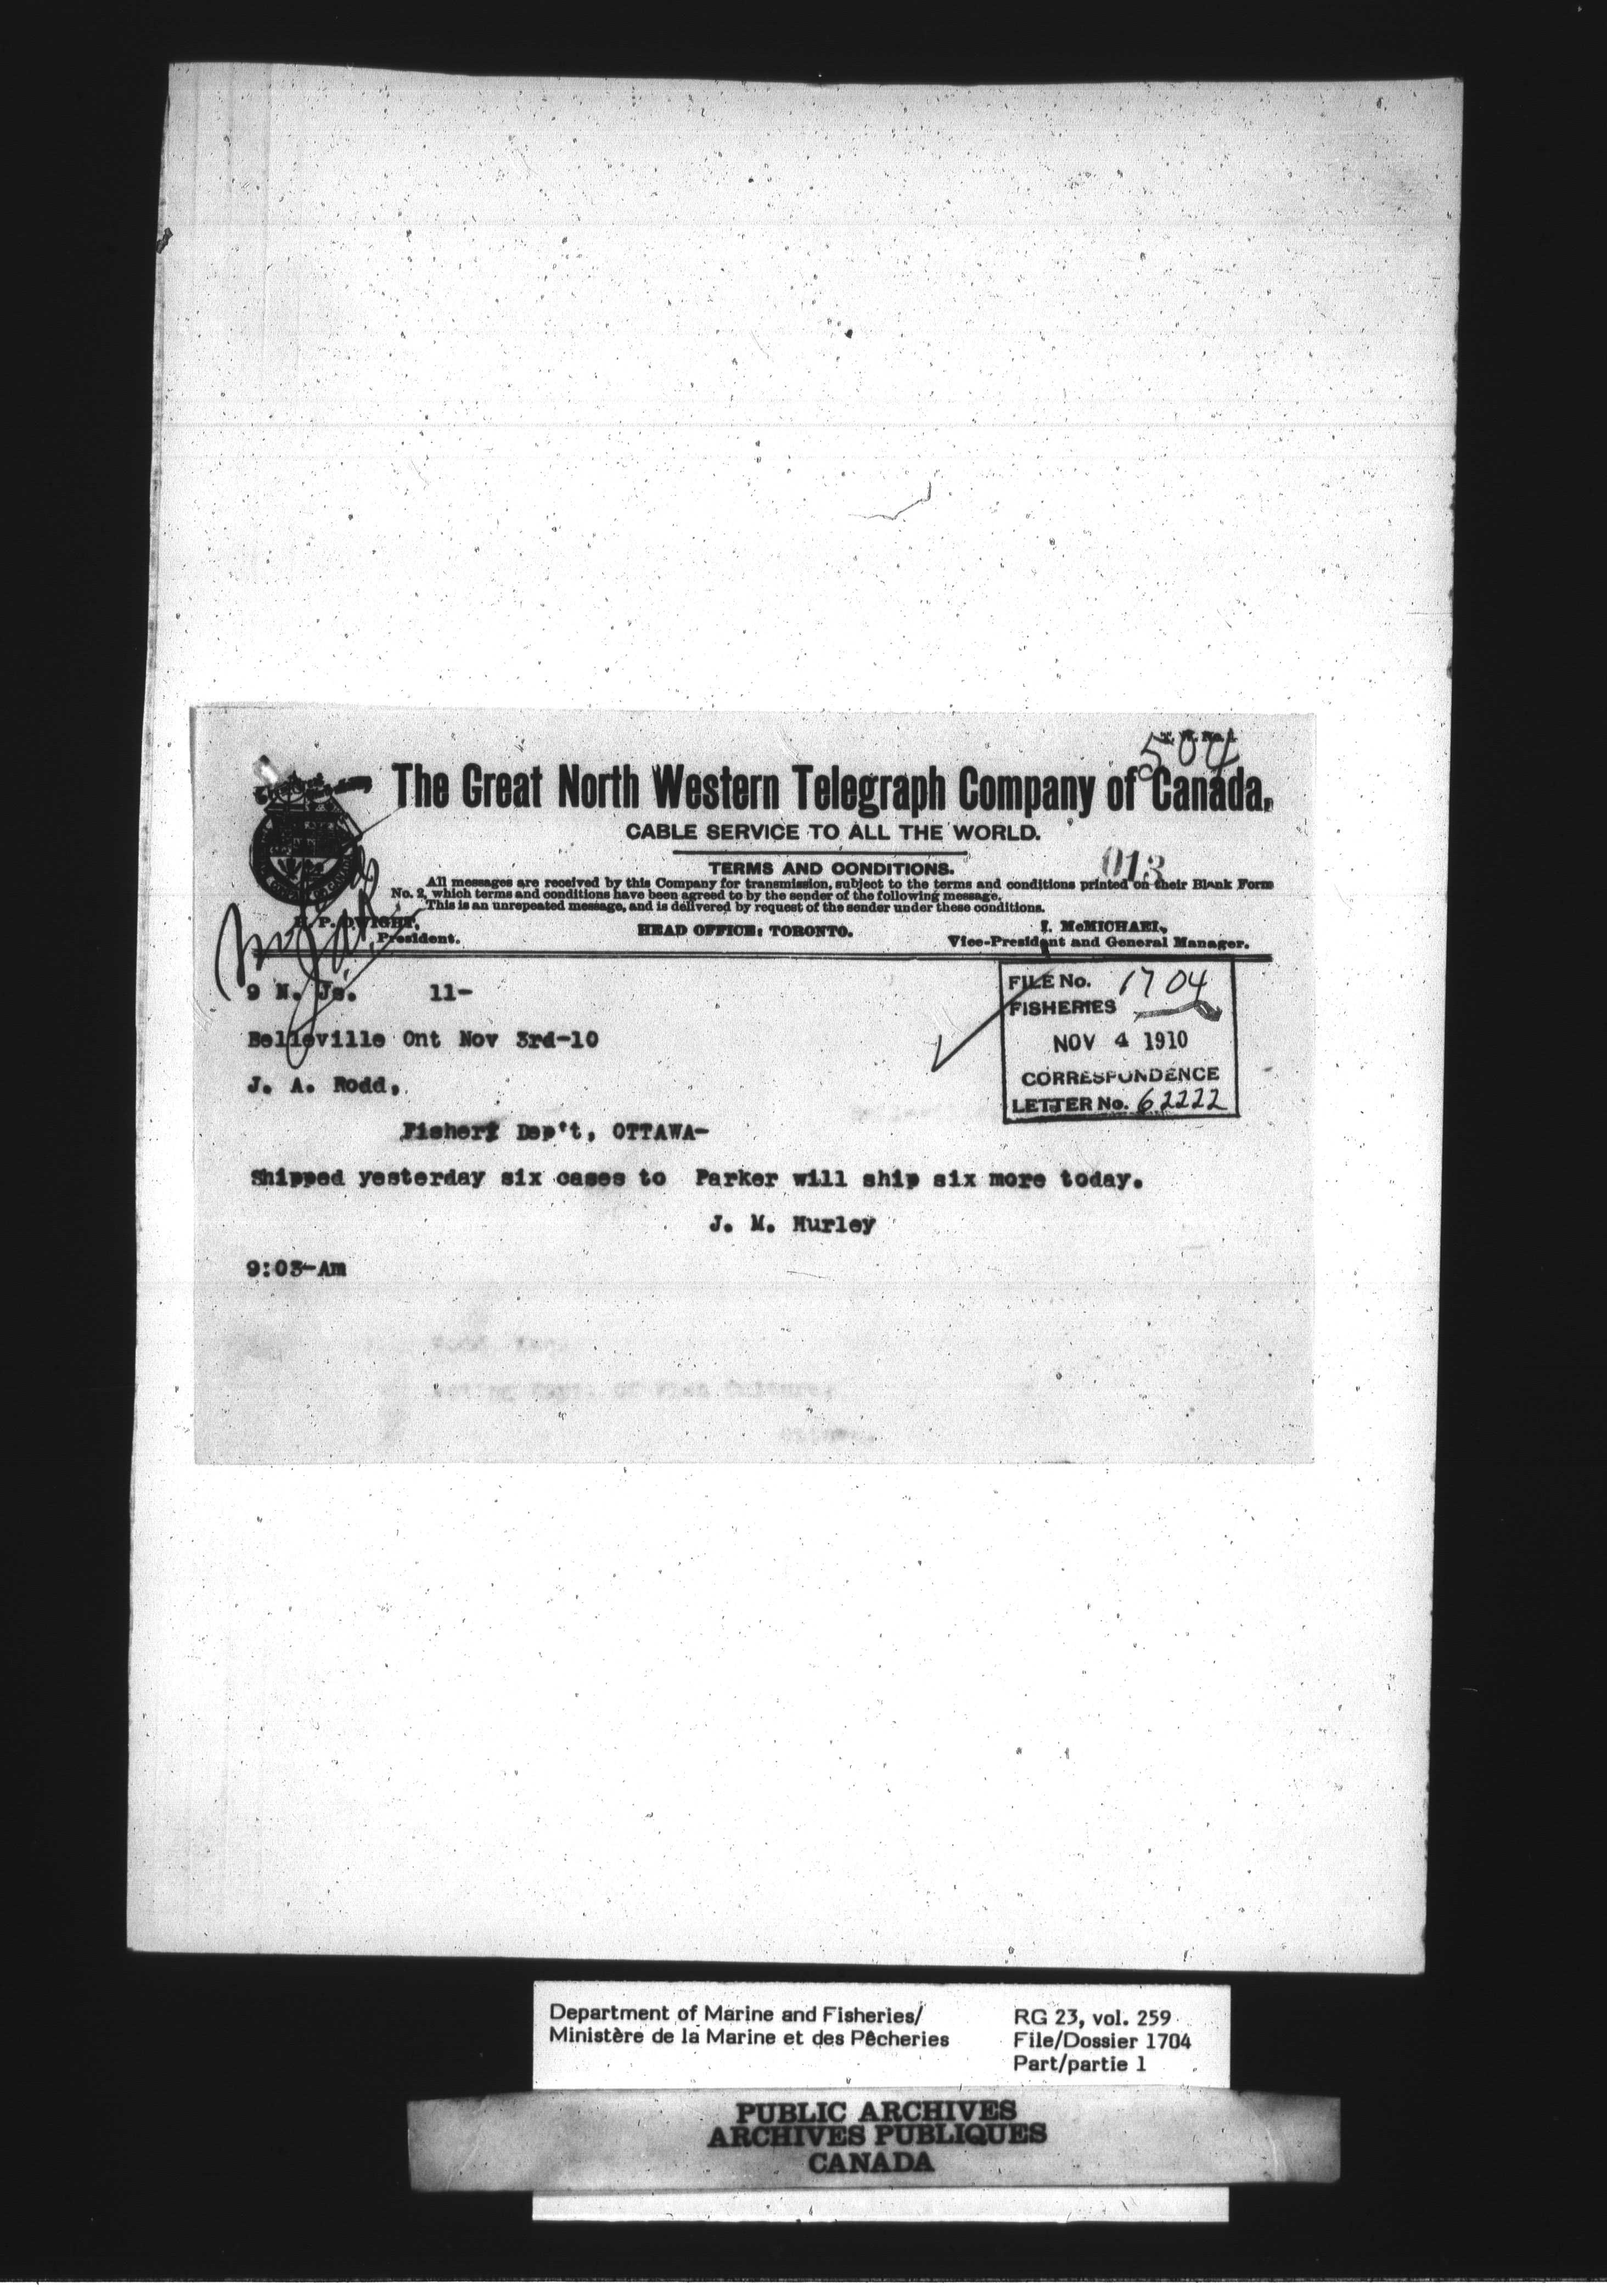 504
The Great North Western Telegraph Company of Canada.
CABLE SERVICE TO ALL THE WORLD.
013
TERMS AND CONDITIONS.
All messages are received by this Company for transmission, subject to the terms and conditions printed on their Blank Form
No. 2, which terms and conditions have been agreed to by the sender of the following message.
This is an unrepeated message, and is delivered by request of the sender under these conditions.
H. P. DWIGHT,
President.
HEAD OFFICE: TORONTO.
I. McMICHAEL,
Vice-President and General Manager.
9 N. Js. 11-
FILE No. 1704
FISHERIES
NOV 4 1910
CORRESPONDENCE
LETTER No. 62222
Belleville Ont Nov 3rd-10
J. A. Rodd,
Fishery Dep't, OTTAWA-
Shipped yesterday six cases to Parker will ship six more today.
J. M. Hurley
9:03-Am
Department of Marine and Fisheries/
Ministère de la Marine et des Pêcheries
RG 23, vol. 259
File/Dossier 1704
Part/partie 1
PUBLIC ARCHIVES
ARCHIVES PUBLIQUES
CANADA